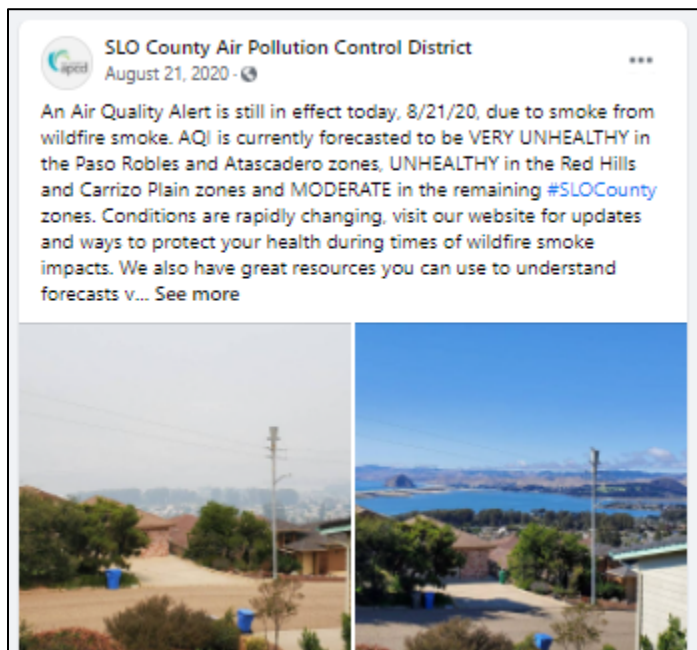 SLO County Air Pollution Control District
apcd
August 21, 2020 ·
An Air Quality Alert is still in effect today, 8/21/20, due to smoke from
wildfire smoke. AQI is currently forecasted to be VERY UNHEALTHY in
the Paso Robles and Atascadero zones, UNHEALTHY in the Red Hills
and Carrizo Plain zones and MODERATE in the remaining #SLOCounty
zones. Conditions are rapidly changing, visit our website for updates
and ways to protect your health during times of wildfire smoke
impacts. We also have great resources you can use to understand
forecasts v... See more